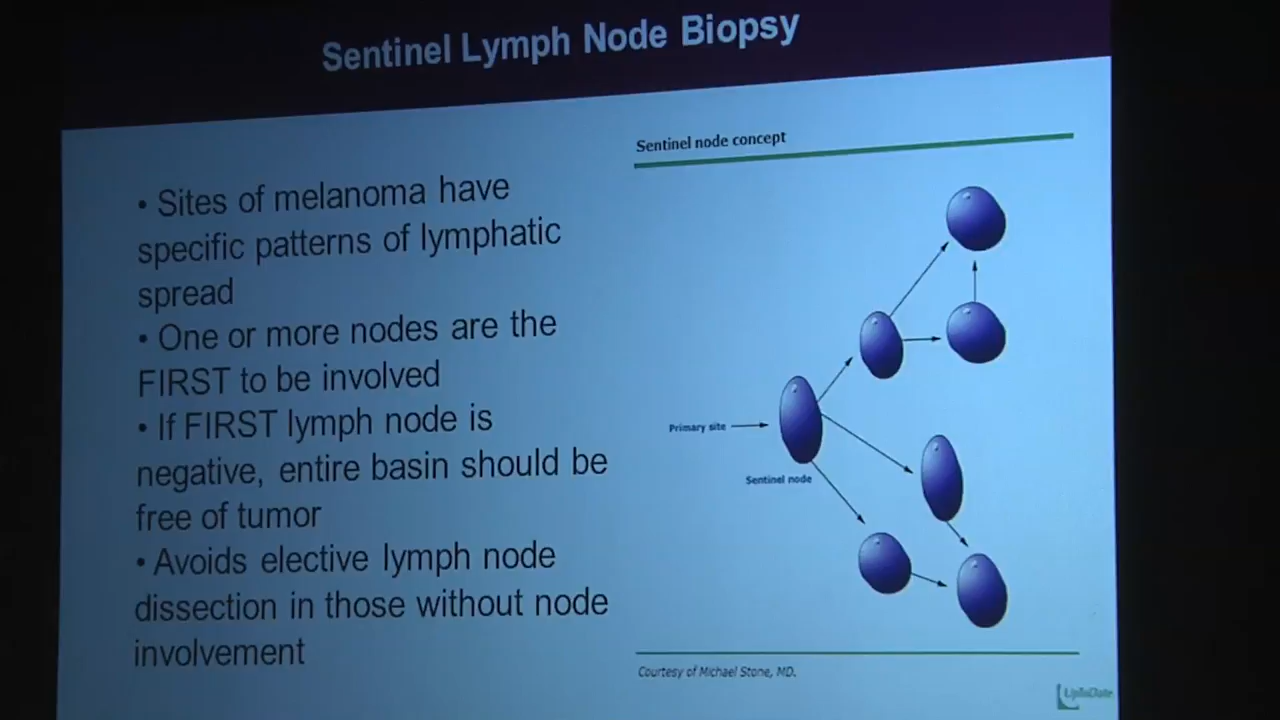 Sentinel Lymph Node Biopsy
Sentinel node concept
• Sites of melanoma have
specific patterns of lymphatic
spread
• One or more nodes are the
FIRST to be involved
• If FIRST lymph node is
negative, entire basin should be
free of tumor
• Avoids elective lymph node
dissection in those without node
involvement
Primary site
Sentinel node
Courtesy of Michael Stone, MD.
UpToDate